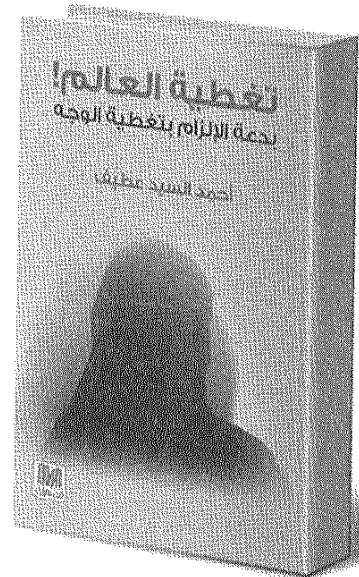 تغطية العالم!
بدعة الإلزام بتغطية الوجه
أحمد السيد عطيف